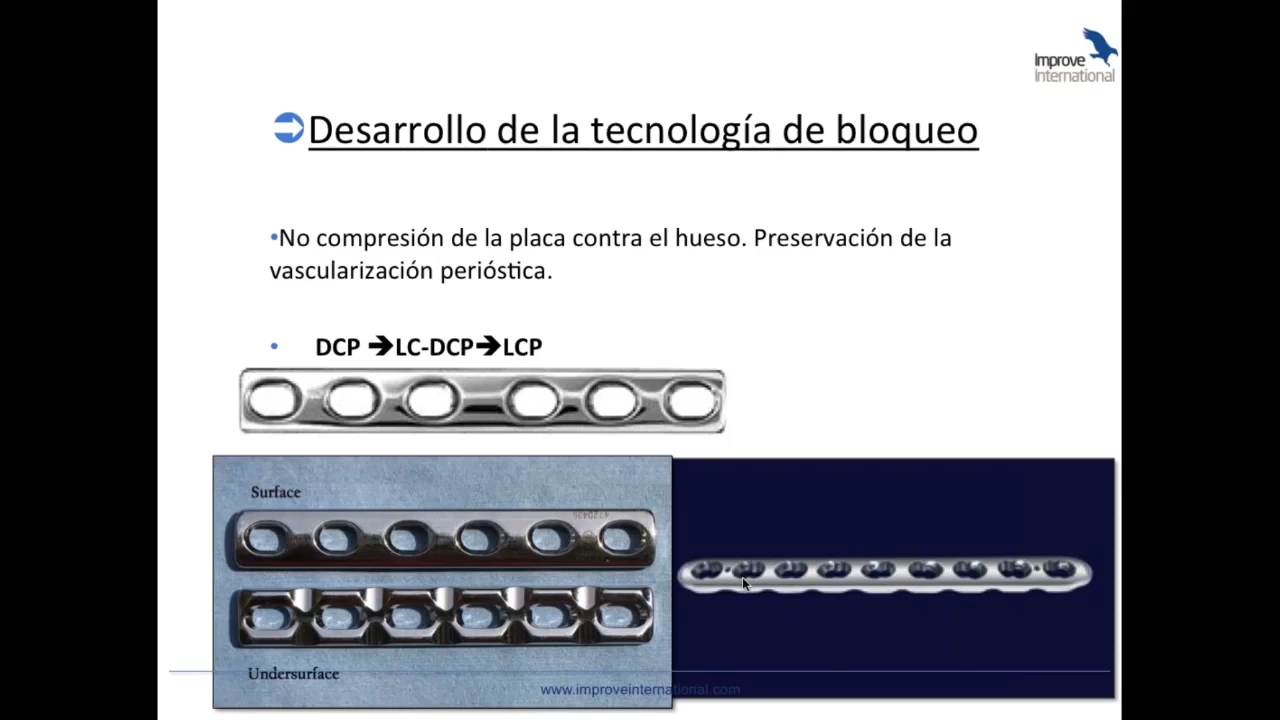 Improve
International
Desarrollo de la tecnología de bloqueo
•No compresión de la placa contra el hueso. Preservación de la
vascularización perióstica.
• DCP ➔LC-DCP➔LCP
Surface
Undersurface
www.improveinternational.com